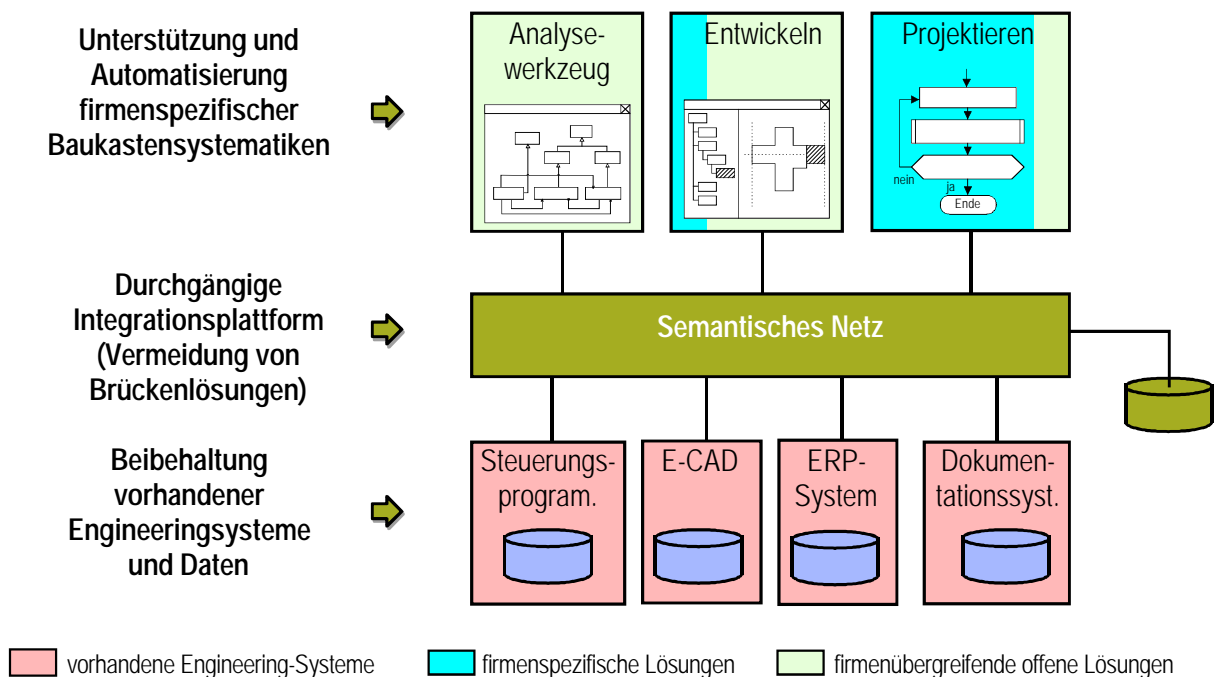 Unterstützung und
Automatisierung
firmenspezifischer
Baukastensystematiken
Analyse-
werkzeug
Entwickeln
Projektieren
nein
ja
Ende
Durchgängige
Integrationsplattform
(Vermeidung von
Brückenlösungen)
Semantisches Netz
Beibehaltung
vorhandener
Engineeringsysteme
und Daten
Steuerungs-
program.
E-CAD
ERP-
System
Dokumen-
tationssyst.
vorhandene Engineering-Systeme
firmenspezifische Lösungen
firmenübergreifende offene Lösungen